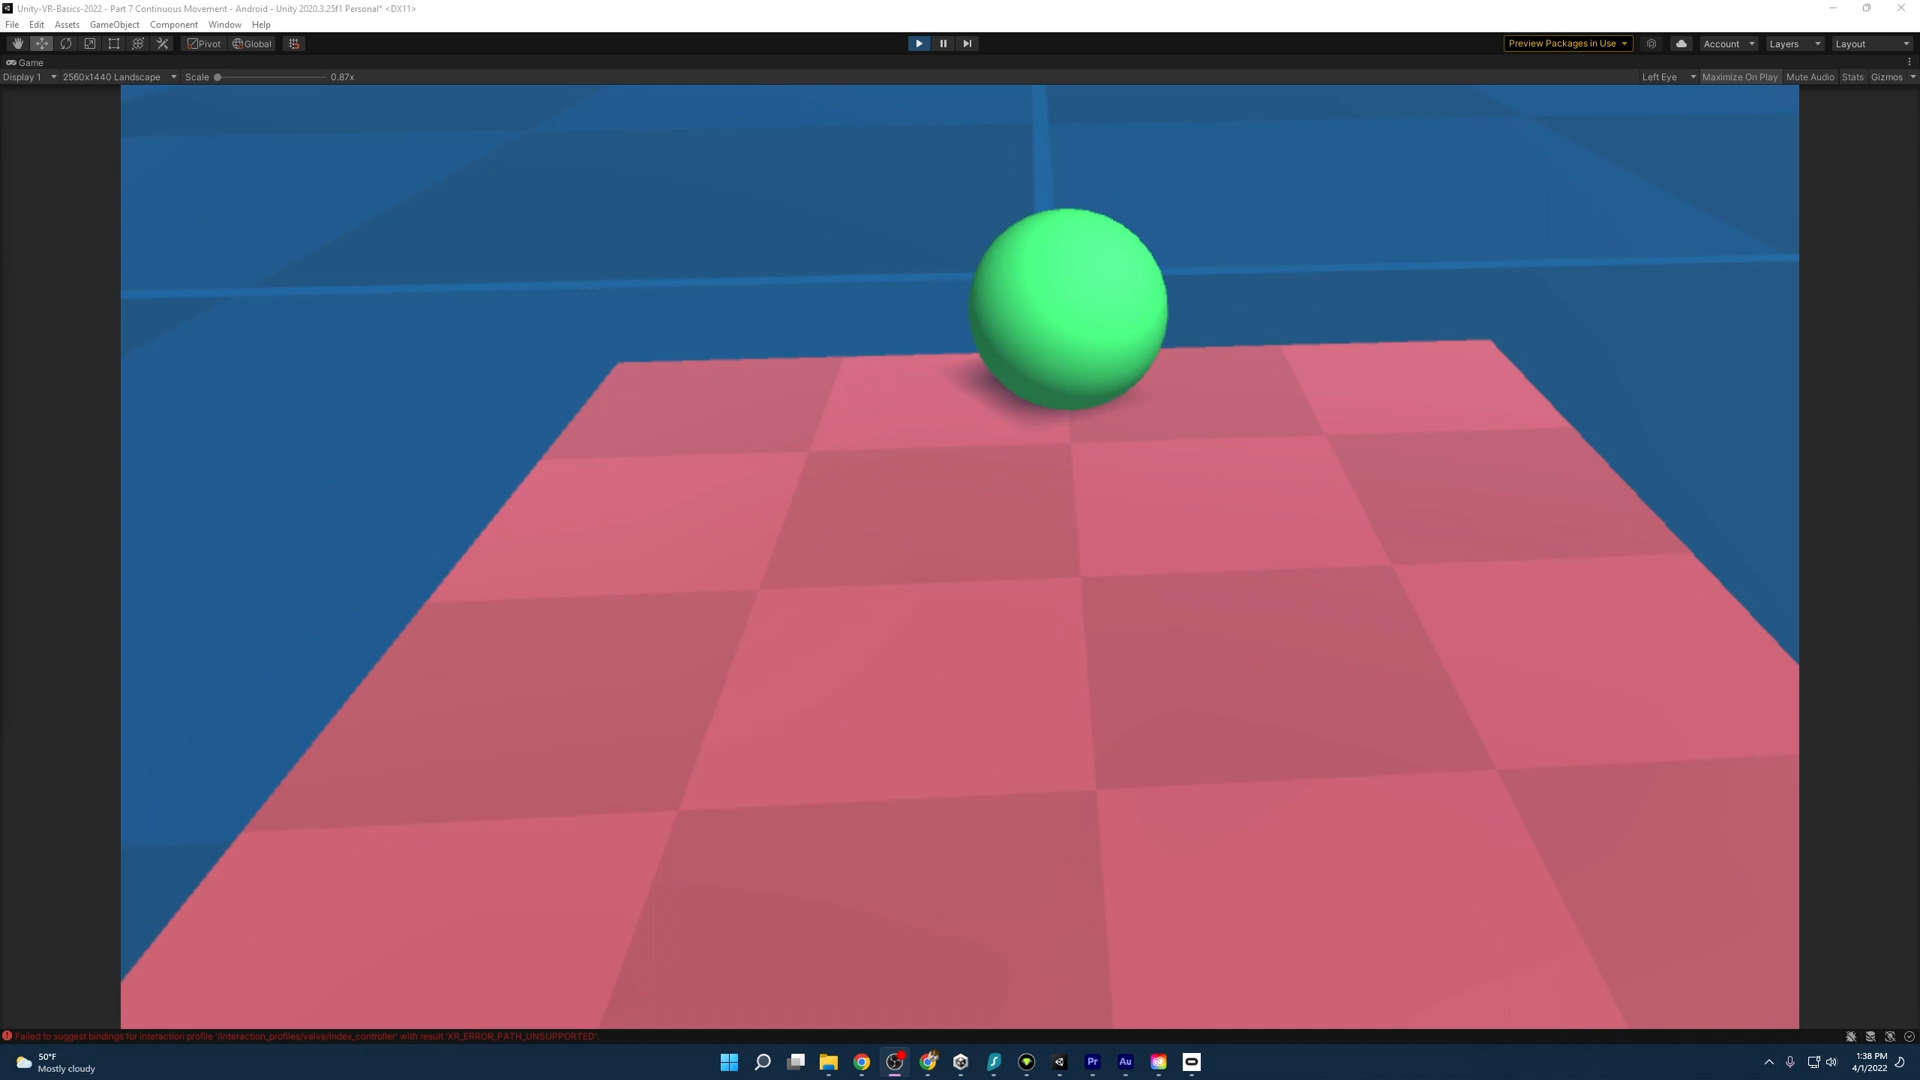 Unity-VR-Basics-2022 - Part 7 Continuous Movement - Android - Unity 2020.3.25f1 Personal* <DX11>
File Edit Assets GameObject Component Window Help
Pivot Global Preview Packages in Use Account Layers Layout
Game
Display 1 2560x1440 Landscape Scale 0.87x Left Eye Maximize On Play Mute Audio Stats Gizmos
Failed to suggest bindings for interaction profile '/interaction_profiles/valve/index_controller' with result 'XR_ERROR_PATH_UNSUPPORTED'.
50°F
Mostly cloudy
Pr Au
1:38 PM
4/1/2022